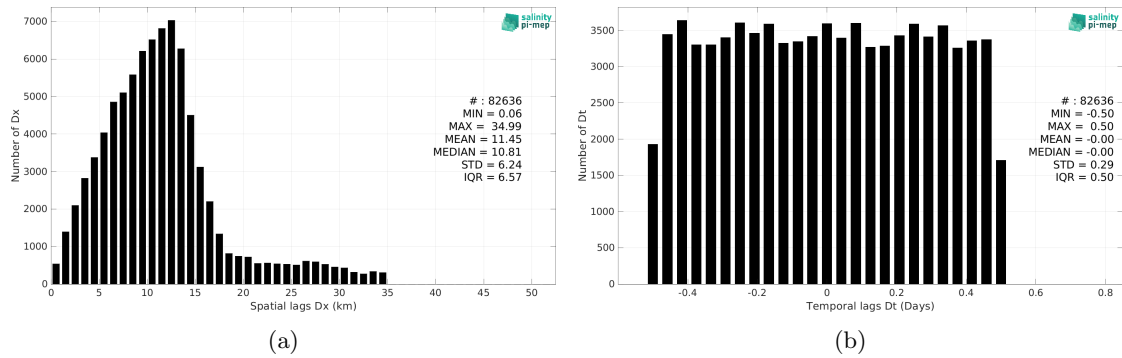 7000
6000
5000
4000
3000
2000
1000
0
Number of Dx
salinity
pi-mep
# : 82636
MIN = 0.06
MAX = 34.99
MEAN = 11.45
MEDIAN = 10.81
STD = 6.24
IQR = 6.57
0 5 10 15 20 25 30 35 40 45 50
Spatial lags Dx (km)
(a)
3500
3000
2500
2000
1500
1000
500
0
Number of Dt
salinity
pi-mep
# : 82636
MIN = -0.50
MAX = 0.50
MEAN = -0.00
MEDIAN = -0.00
STD = 0.29
IQR = 0.50
-0.4 -0.2 0 0.2 0.4 0.6 0.8
Temporal lags Dt (Days)
(b)